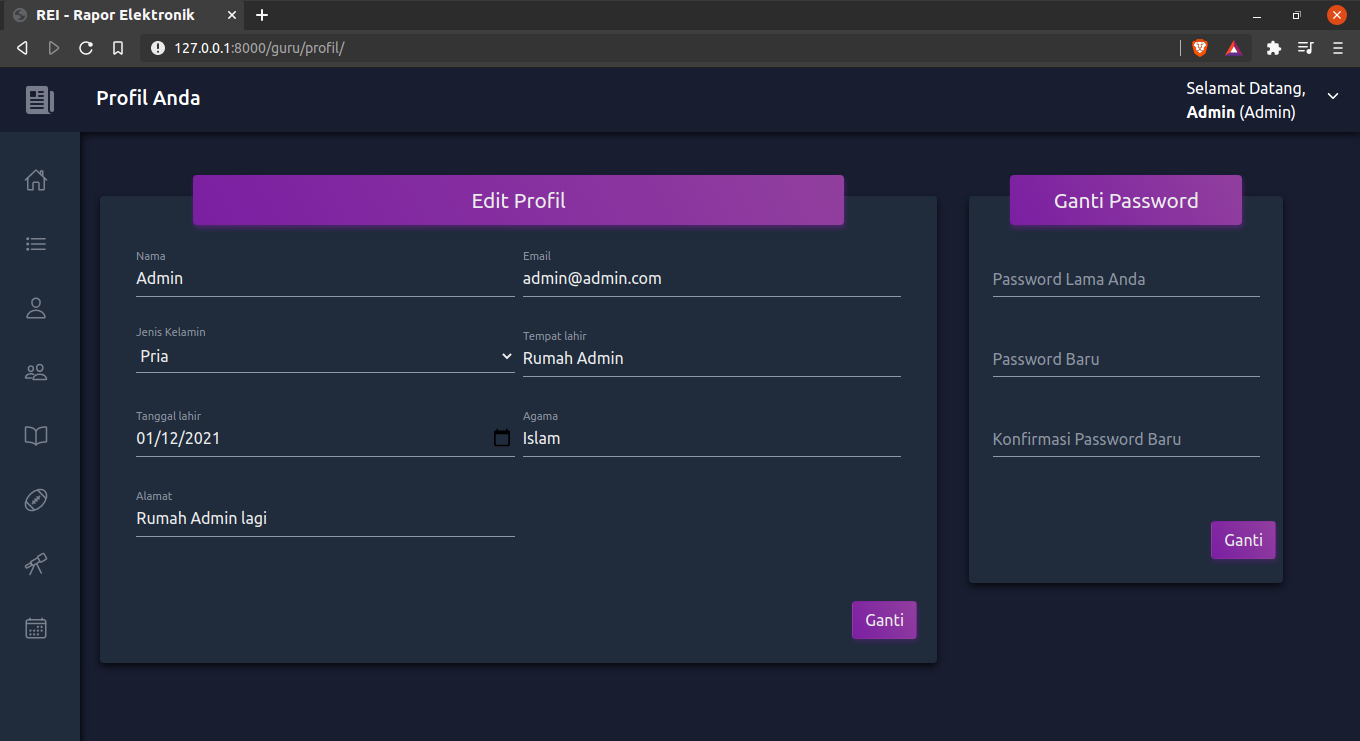 REI - Rapor Elektronik
127.0.0.1:8000/guru/profil/
Profil Anda
Selamat Datang,
Admin (Admin)
Edit Profil
Nama
Admin
Email
admin@admin.com
Jenis Kelamin
Pria
Tempat lahir
Rumah Admin
Tanggal lahir
01/12/2021
Agama
Islam
Alamat
Rumah Admin lagi
Ganti
Ganti Password
Password Lama Anda
Password Baru
Konfirmasi Password Baru
Ganti